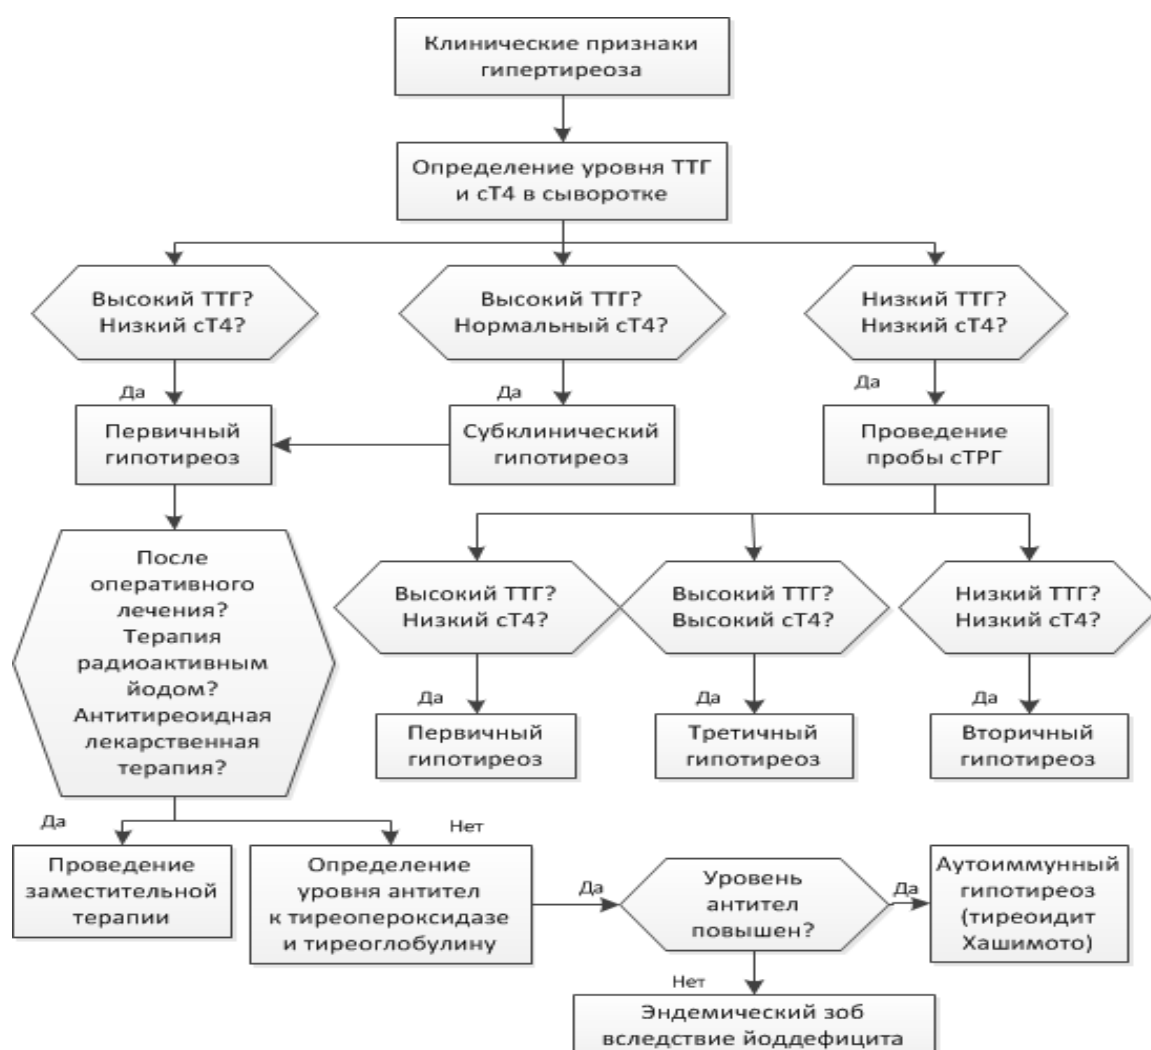 Клинические признаки
гипертиреоза
Определение уровня ТТГ
и сТ4 в сыворотке
Высокий ТТГ?
Низкий сТ4?
Высокий ТТГ?
Нормальный сТ4?
Низкий ТТГ?
Низкий сТ4?
Да
Да
Да
Первичный
гипотиреоз
Субклинический
гипотиреоз
Проведение
пробы сТРГ
После
оперативного
лечения?
Терапия
радиоактивным
йодом?
Антитиреоидная
лекарственная
терапия?
Высокий ТТГ?
Низкий сТ4?
Высокий ТТГ?
Высокий сТ4?
Низкий ТТГ?
Низкий сТ4?
Да
Да
Да
Первичный
гипотиреоз
Третичный
гипотиреоз
Вторичный
гипотиреоз
Да
Нет
Проведение
заместительной
терапии
Определение
уровня антител
к тиреопероксидазе
и тиреоглобулину
Да
Уровень
антител
повышен?
Да
Аутоиммунный
гипотиреоз
(тиреоидит
Хашимото)
Нет
Эндемический зоб
вследствие йоддефицита